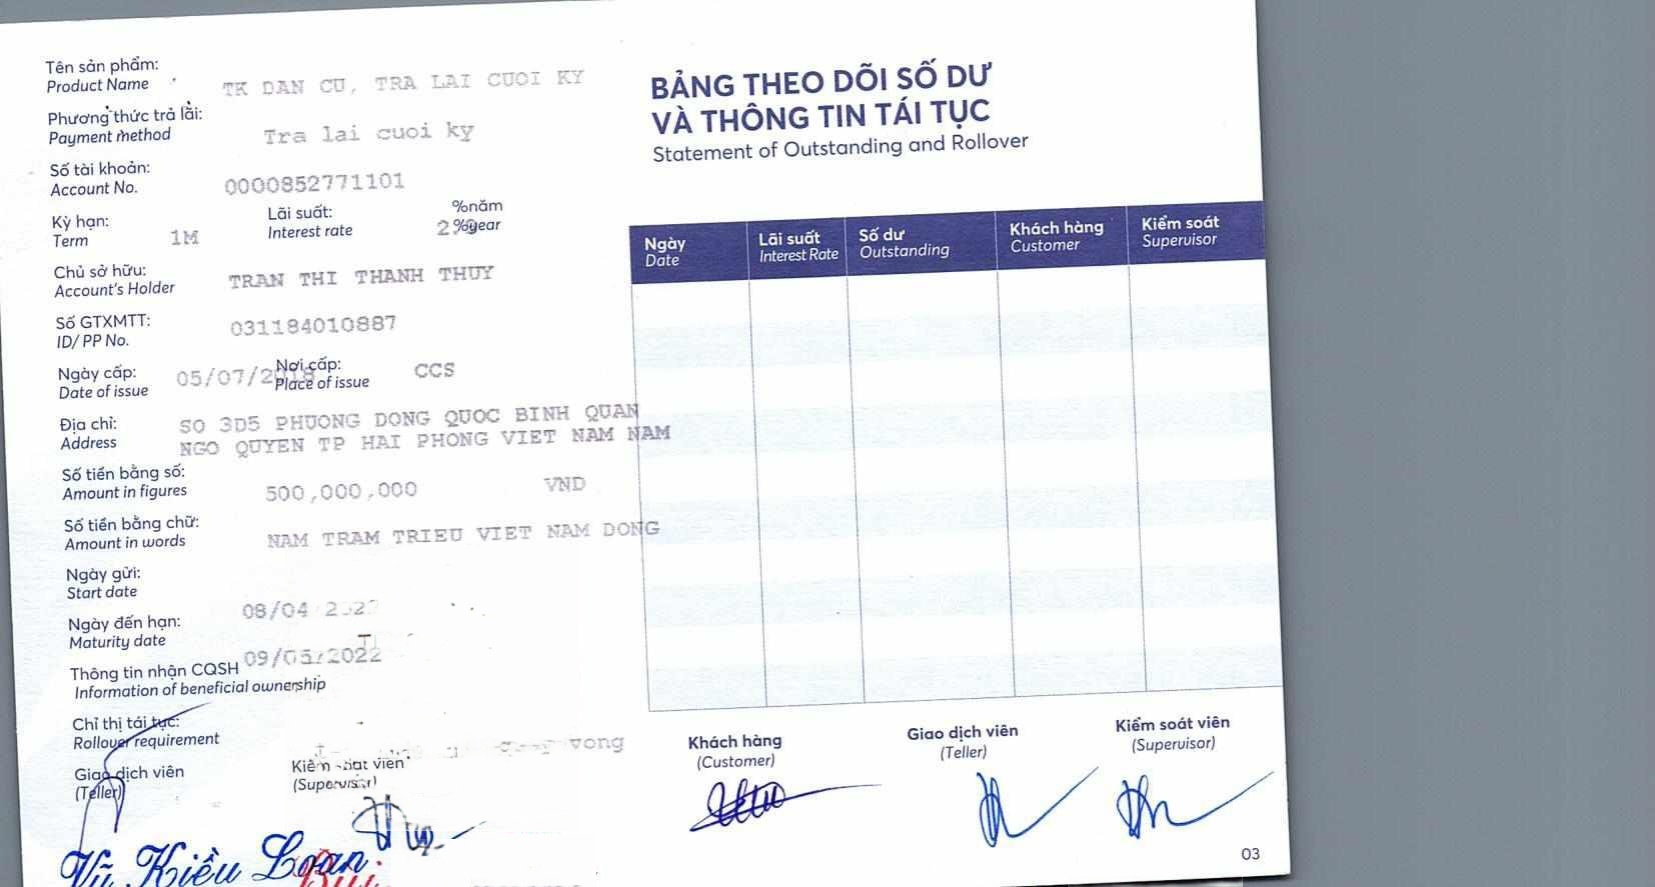 Tên sản phẩm:
Product Name
TK DAN CU, TRA LAI CUOI KY
Phương thức trả lãi:
Payment method
Tra lai cuoi ky
Số tài khoản:
Account No.
0000852771101
Kỳ hạn:
Term
1M
Lãi suất:
Interest rate
%năm
%year
Chủ sở hữu:
Account's Holder
TRAN THI THANH THUY
Số GTXMTT:
ID/ PP No.
031184010887
Ngày cấp:
Date of issue
05/07/2018
Nơi cấp:
Place of issue
CCS
Địa chỉ:
Address
SO 3D5 PHUONG DONG QUOC BINH QUAN
NGO QUYEN TP HAI PHONG VIET NAM NAM
Số tiền bằng số:
Amount in figures
500,000,000 VND
Số tiền bằng chữ:
Amount in words
NAM TRAM TRIEU VIET NAM DONG
Ngày gửi:
Start date
08/04
Ngày đến hạn:
Maturity date
09/05/2022
Thông tin nhận CQSH
Information of beneficial ownership
Chỉ thị tái tục:
Rollover requirement
vong
Giao dịch viên
(Teller)
Kiểm soát viên
(Supervisor)
Vũ Kiều Loan
Bùi
BẢNG THEO DÕI SỐ DƯ
VÀ THÔNG TIN TÁI TỤC
Statement of Outstanding and Rollover
Ngày
Date
Lãi suất
Interest Rate
Số dư
Outstanding
Khách hàng
Customer
Kiểm soát
Supervisor
Khách hàng
(Customer)
Giao dịch viên
(Teller)
Kiểm soát viên
(Supervisor)
03